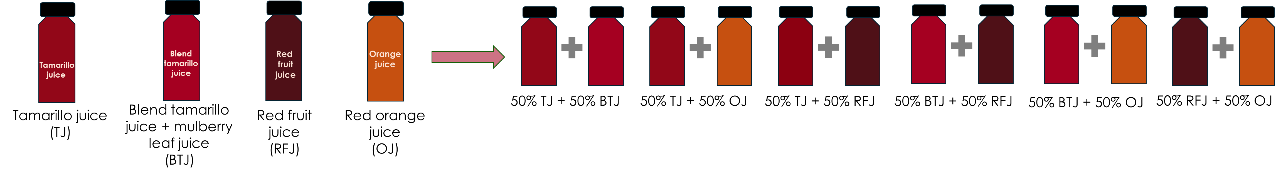 Tamarillo
juice
Blend
tamarillo
juice
Red
fruit
juice
Orange
juice
Tamarillo juice
(TJ)
Blend tamarillo
juice + mulberry
leaf juice
(BTJ)
Red fruit
juice
(RFJ)
Red orange
juice
(OJ)
50% TJ + 50% BTJ
50% TJ + 50% OJ
50% TJ + 50% RFJ
50% BTJ + 50% RFJ
50% BTJ + 50% OJ
50% RFJ + 50% OJ